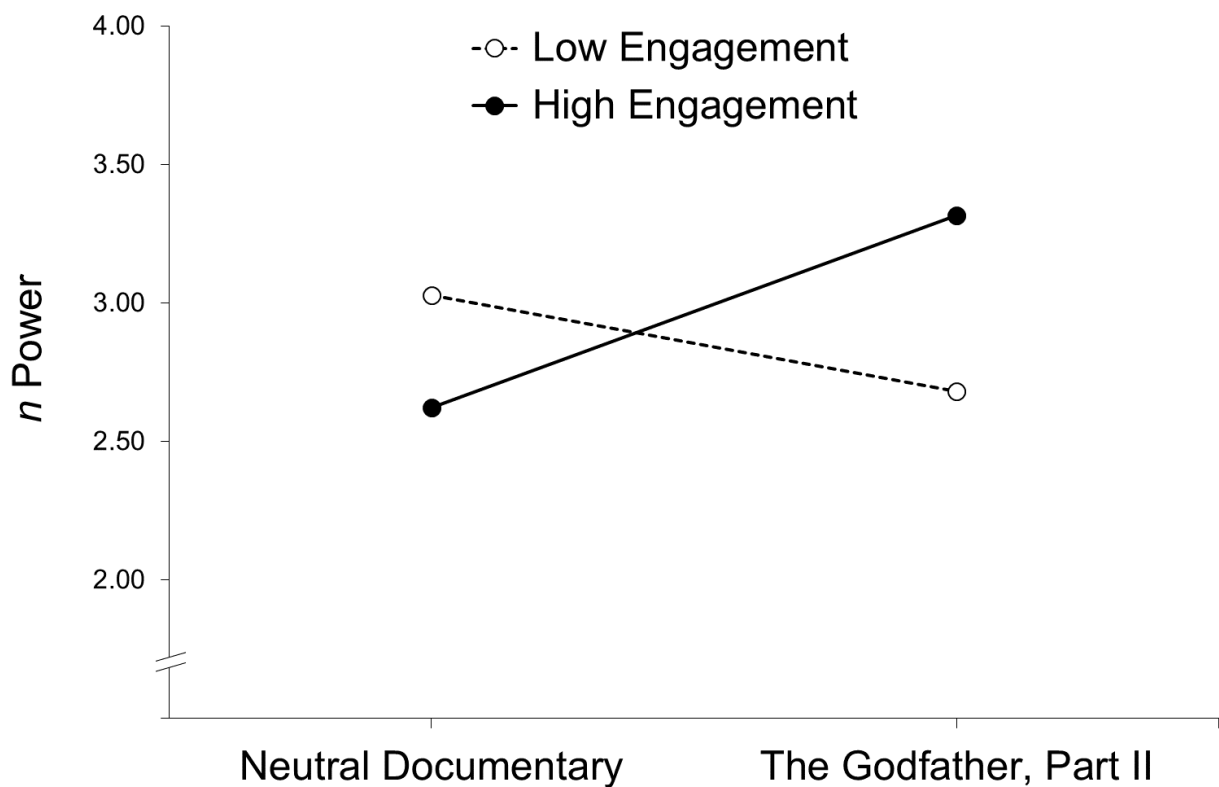 4.00
Low Engagement
High Engagement
3.50
3.00
2.50
2.00
n Power
Neutral Documentary
The Godfather, Part II